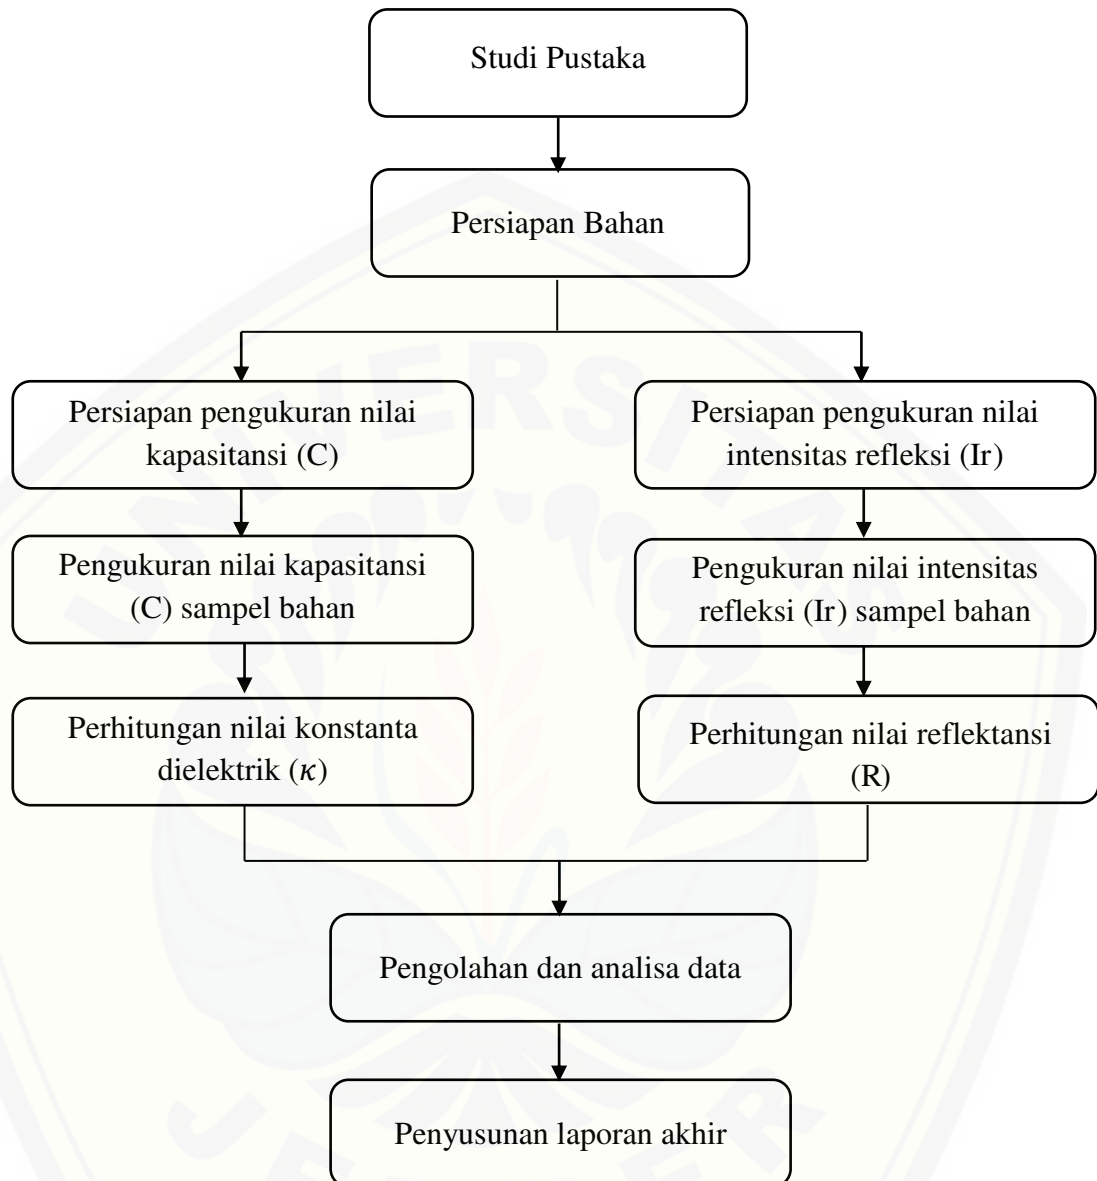 Studi Pustaka
Persiapan Bahan
Persiapan pengukuran nilai
kapasitansi (C)
Pengukuran nilai kapasitansi
(C) sampel bahan
Perhitungan nilai konstanta
dielektrik (κ)
Persiapan pengukuran nilai
intensitas refleksi (Ir)
Pengukuran nilai intensitas
refleksi (Ir) sampel bahan
Perhitungan nilai reflektansi
(R)
Pengolahan dan analisa data
Penyusunan laporan akhir
UNIVERSITAS
JEMBER